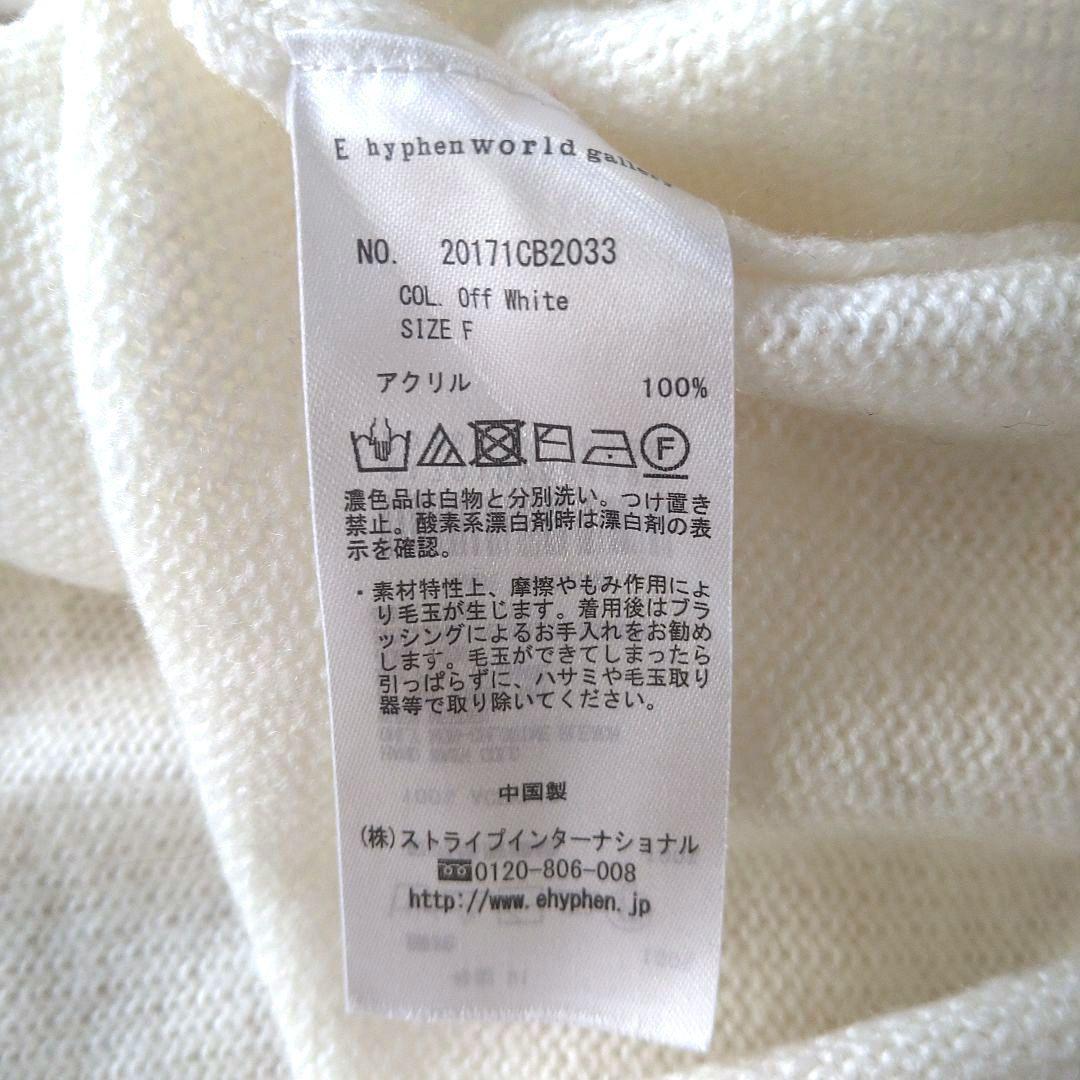 E hyphen world gallery
NO. 20171CB2033
COL. Off White
SIZE F
アクリル 100%
F
濃色品は白物と分別洗い。つけ置き
禁止。酸素系漂白剤時は漂白剤の表
示を確認。
・素材特性上、摩擦やもみ作用によ
り毛玉が生じます。着用後はブラ
ッシングによるお手入れをお勧め
します。毛玉ができてしまったら
引っぱらずに、ハサミや毛玉取り
器等で取り除いてください。
中国製
(株)ストライプインターナショナル
0120-806-008
http://www.ehyphen.jp